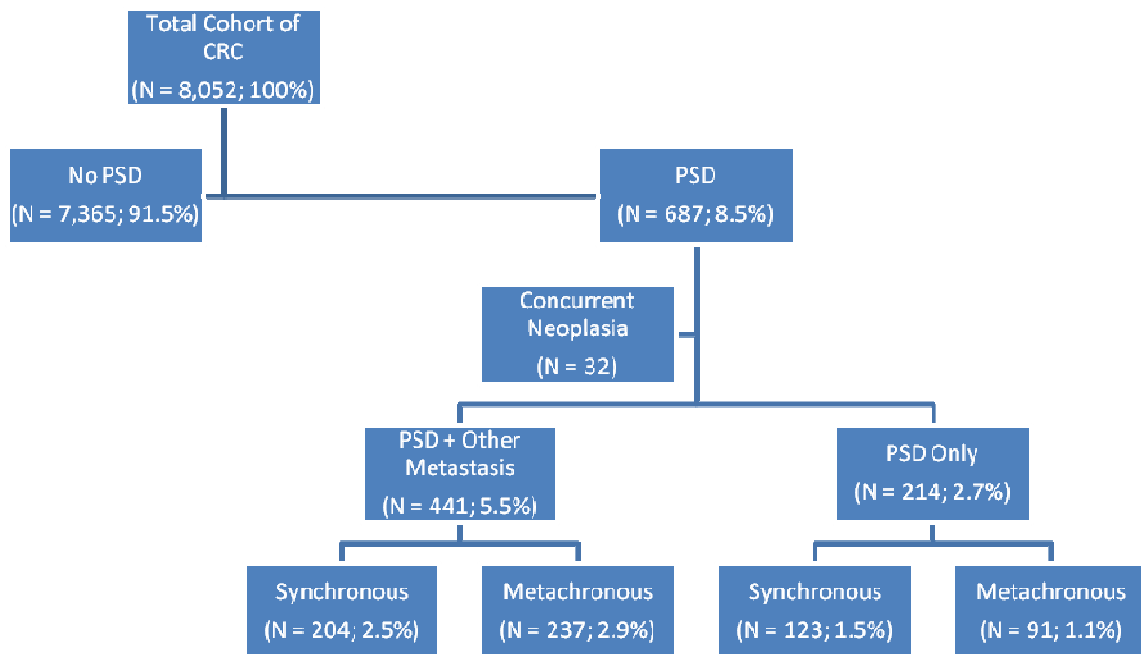 Total Cohort of
CRC
(N = 8,052; 100%)
No PSD
(N = 7,365; 91.5%)
PSD
(N = 687; 8.5%)
Concurrent
Neoplasia
(N = 32)
PSD + Other
Metastasis
(N = 441; 5.5%)
PSD Only
(N = 214; 2.7%)
Synchronous
(N = 204; 2.5%)
Metachronous
(N = 237; 2.9%)
Synchronous
(N = 123; 1.5%)
Metachronous
(N = 91; 1.1%)